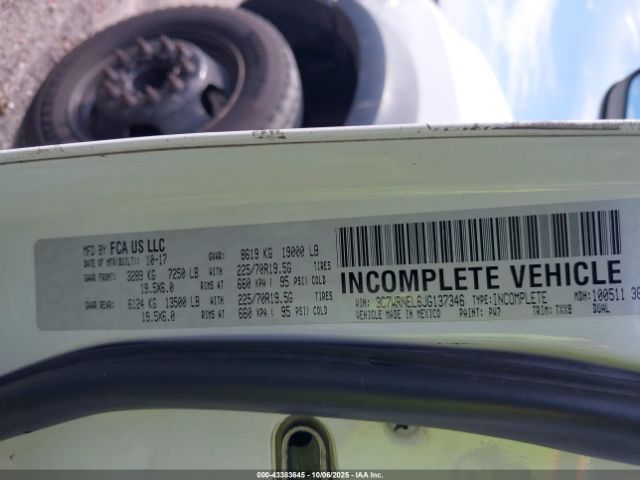 MFD BY FCA US LLC
DATE OF MFR(BUILT): 10-17 GVWR: 8619 KG 19000 LB
GAWR FRONT: 3289 KG 7250 LB WITH 225/70R19.5G TIRES
19.5X6.0 RIMS AT 660 KPA ( 95 PSI) COLD
GAWR REAR: 6124 KG 13500 LB WITH 225/70R19.5G TIRES
19.5X6.0 RIMS AT 660 KPA ( 95 PSI) COLD
INCOMPLETE VEHICLE
VIN: 3C7WRNEL6JG137346 TYPE: INCOMPLETE MDH: 100511 38
VEHICLE MADE IN MEXICO PAINT: PW7 TRIM: TKX8 DUAL
00-43383645 - 10/06/2025 - IAA Inc.